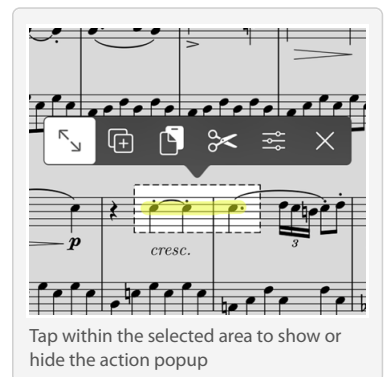 p
cresc.
3
Tap within the selected area to show or
hide the action popup